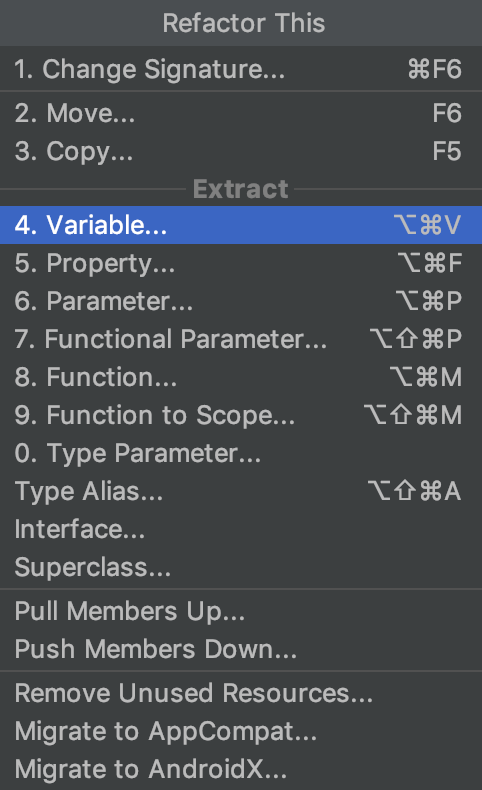 Refactor This
1. Change Signature... ⌘F6
2. Move... F6
3. Copy... F5
Extract
4. Variable... ⌥⌘V
5. Property... ⌥⌘F
6. Parameter... ⌥⌘P
7. Functional Parameter... ⌥⇧⌘P
8. Function... ⌥⌘M
9. Function to Scope... ⌥⇧⌘M
0. Type Parameter...
Type Alias... ⌥⇧⌘A
Interface...
Superclass...
Pull Members Up...
Push Members Down...
Remove Unused Resources...
Migrate to AppCompat...
Migrate to AndroidX...